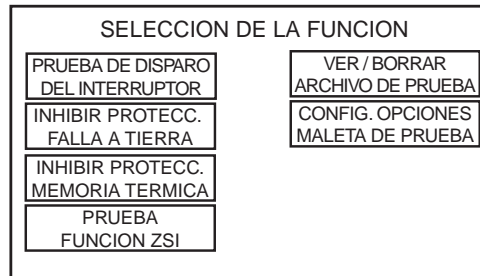 SELECCION DE LA FUNCION
PRUEBA DE DISPARO
DEL INTERRUPTOR
INHIBIR PROTECC.
FALLA A TIERRA
INHIBIR PROTECC.
MEMORIA TERMICA
PRUEBA
FUNCION ZSI
VER / BORRAR
ARCHIVO DE PRUEBA
CONFIG. OPCIONES
MALETA DE PRUEBA